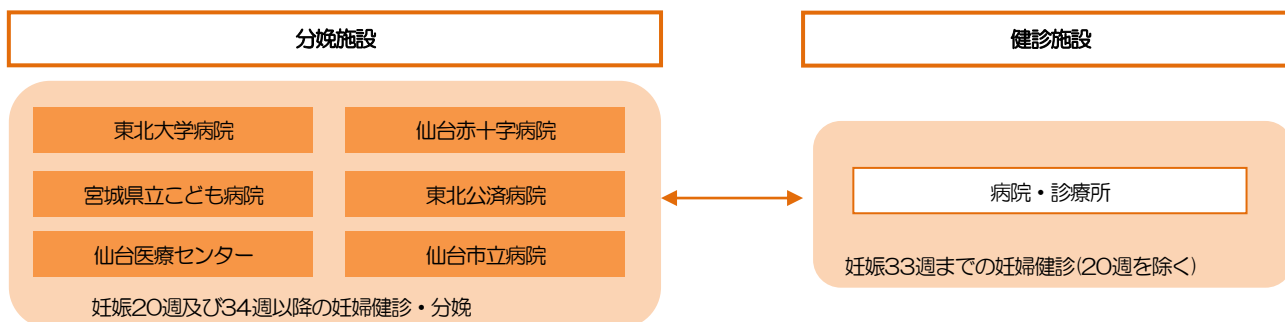 分娩施設
健診施設
東北大学病院
仙台赤十字病院
宮城県立こども病院
東北公済病院
仙台医療センター
仙台市立病院
妊娠20週及び34週以降の妊婦健診・分娩
病院・診療所
妊娠33週までの妊婦健診(20週を除く)